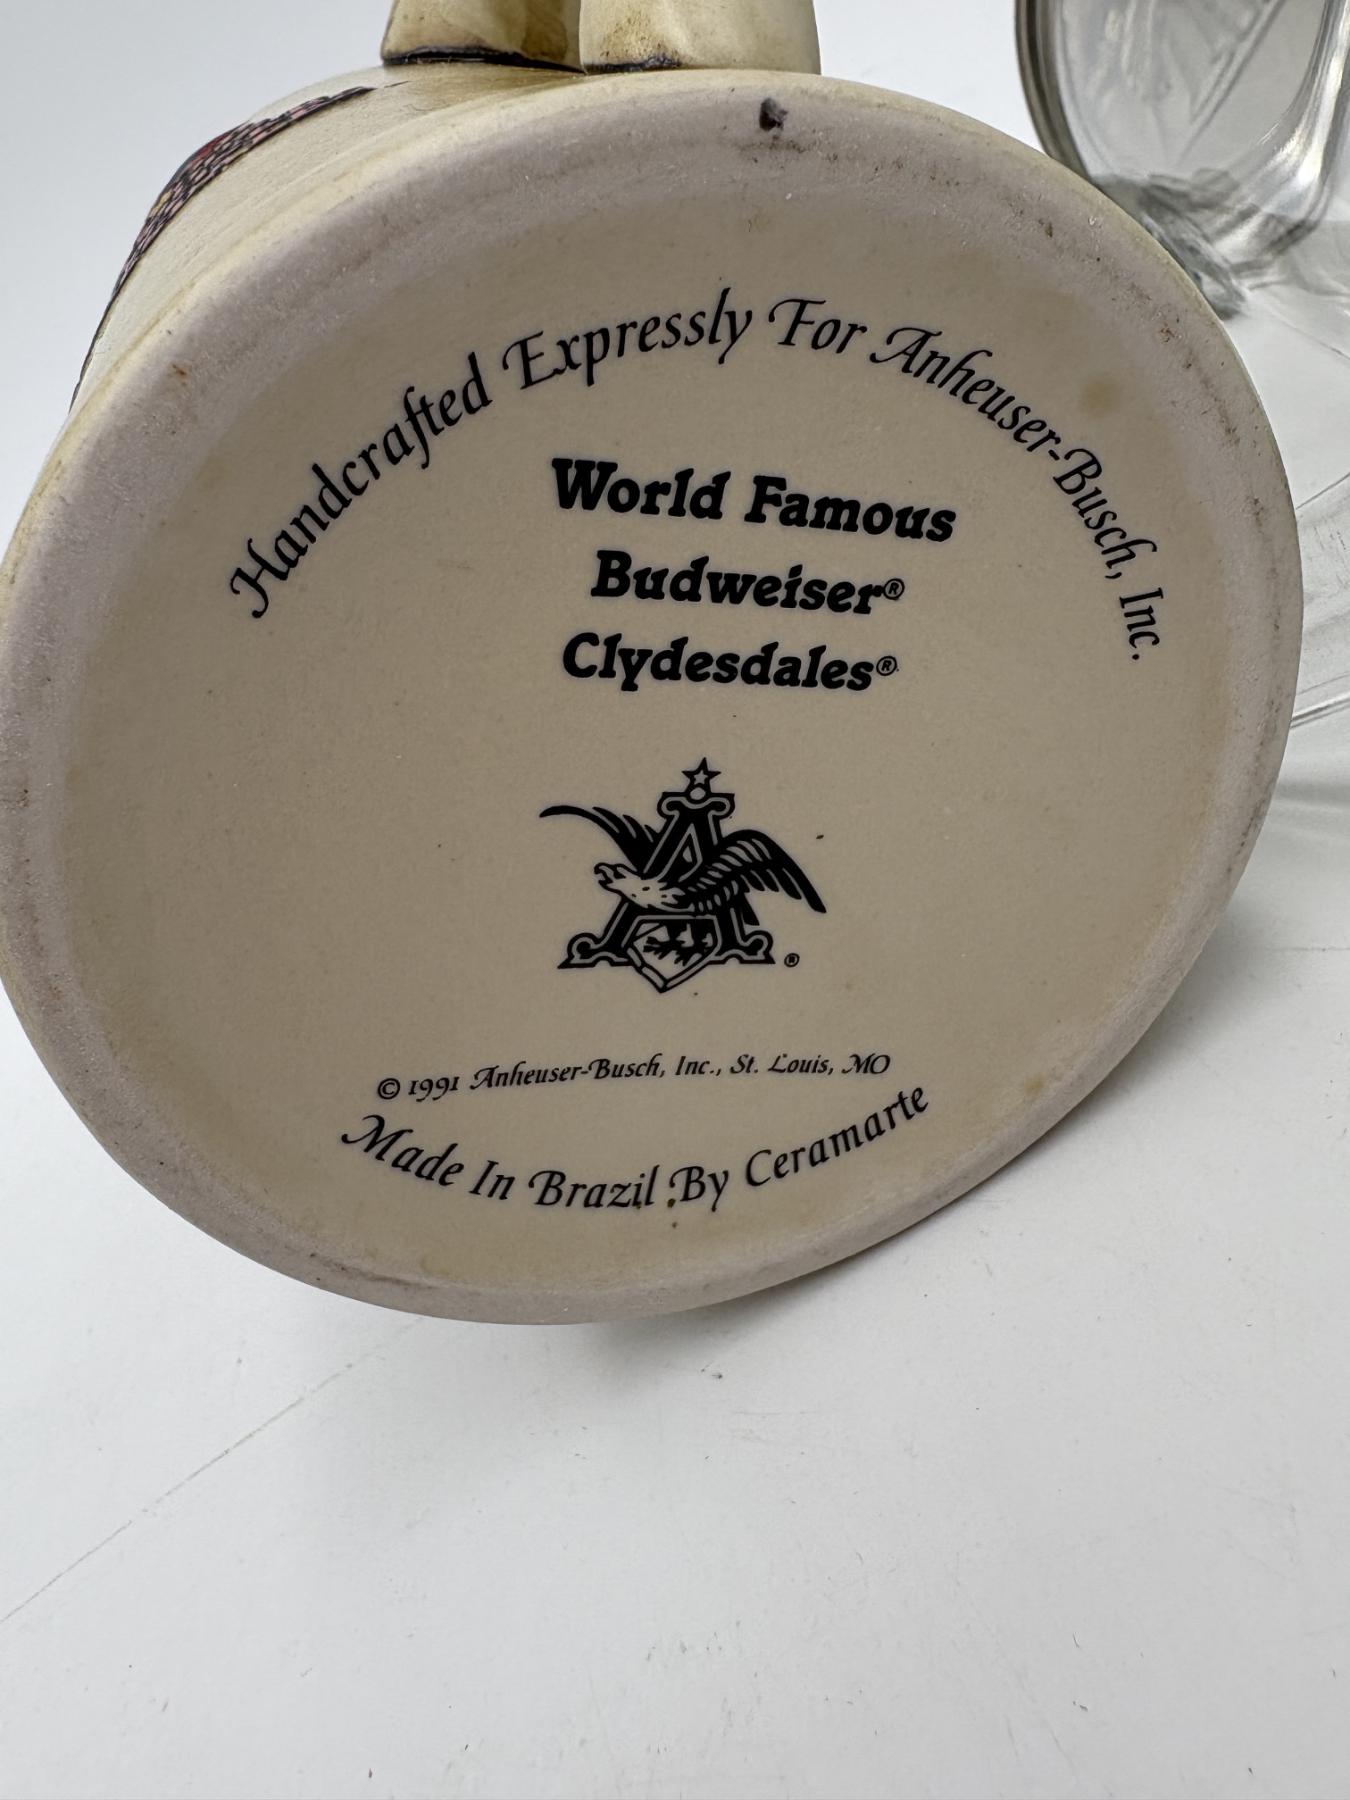 Handcrafted Expressly For Anheuser-Busch, Inc.
World Famous
Budweiser®
Clydesdales®
A
®
© 1991 Anheuser-Busch, Inc., St. Louis, MO
Made In Brazil By Ceramarte